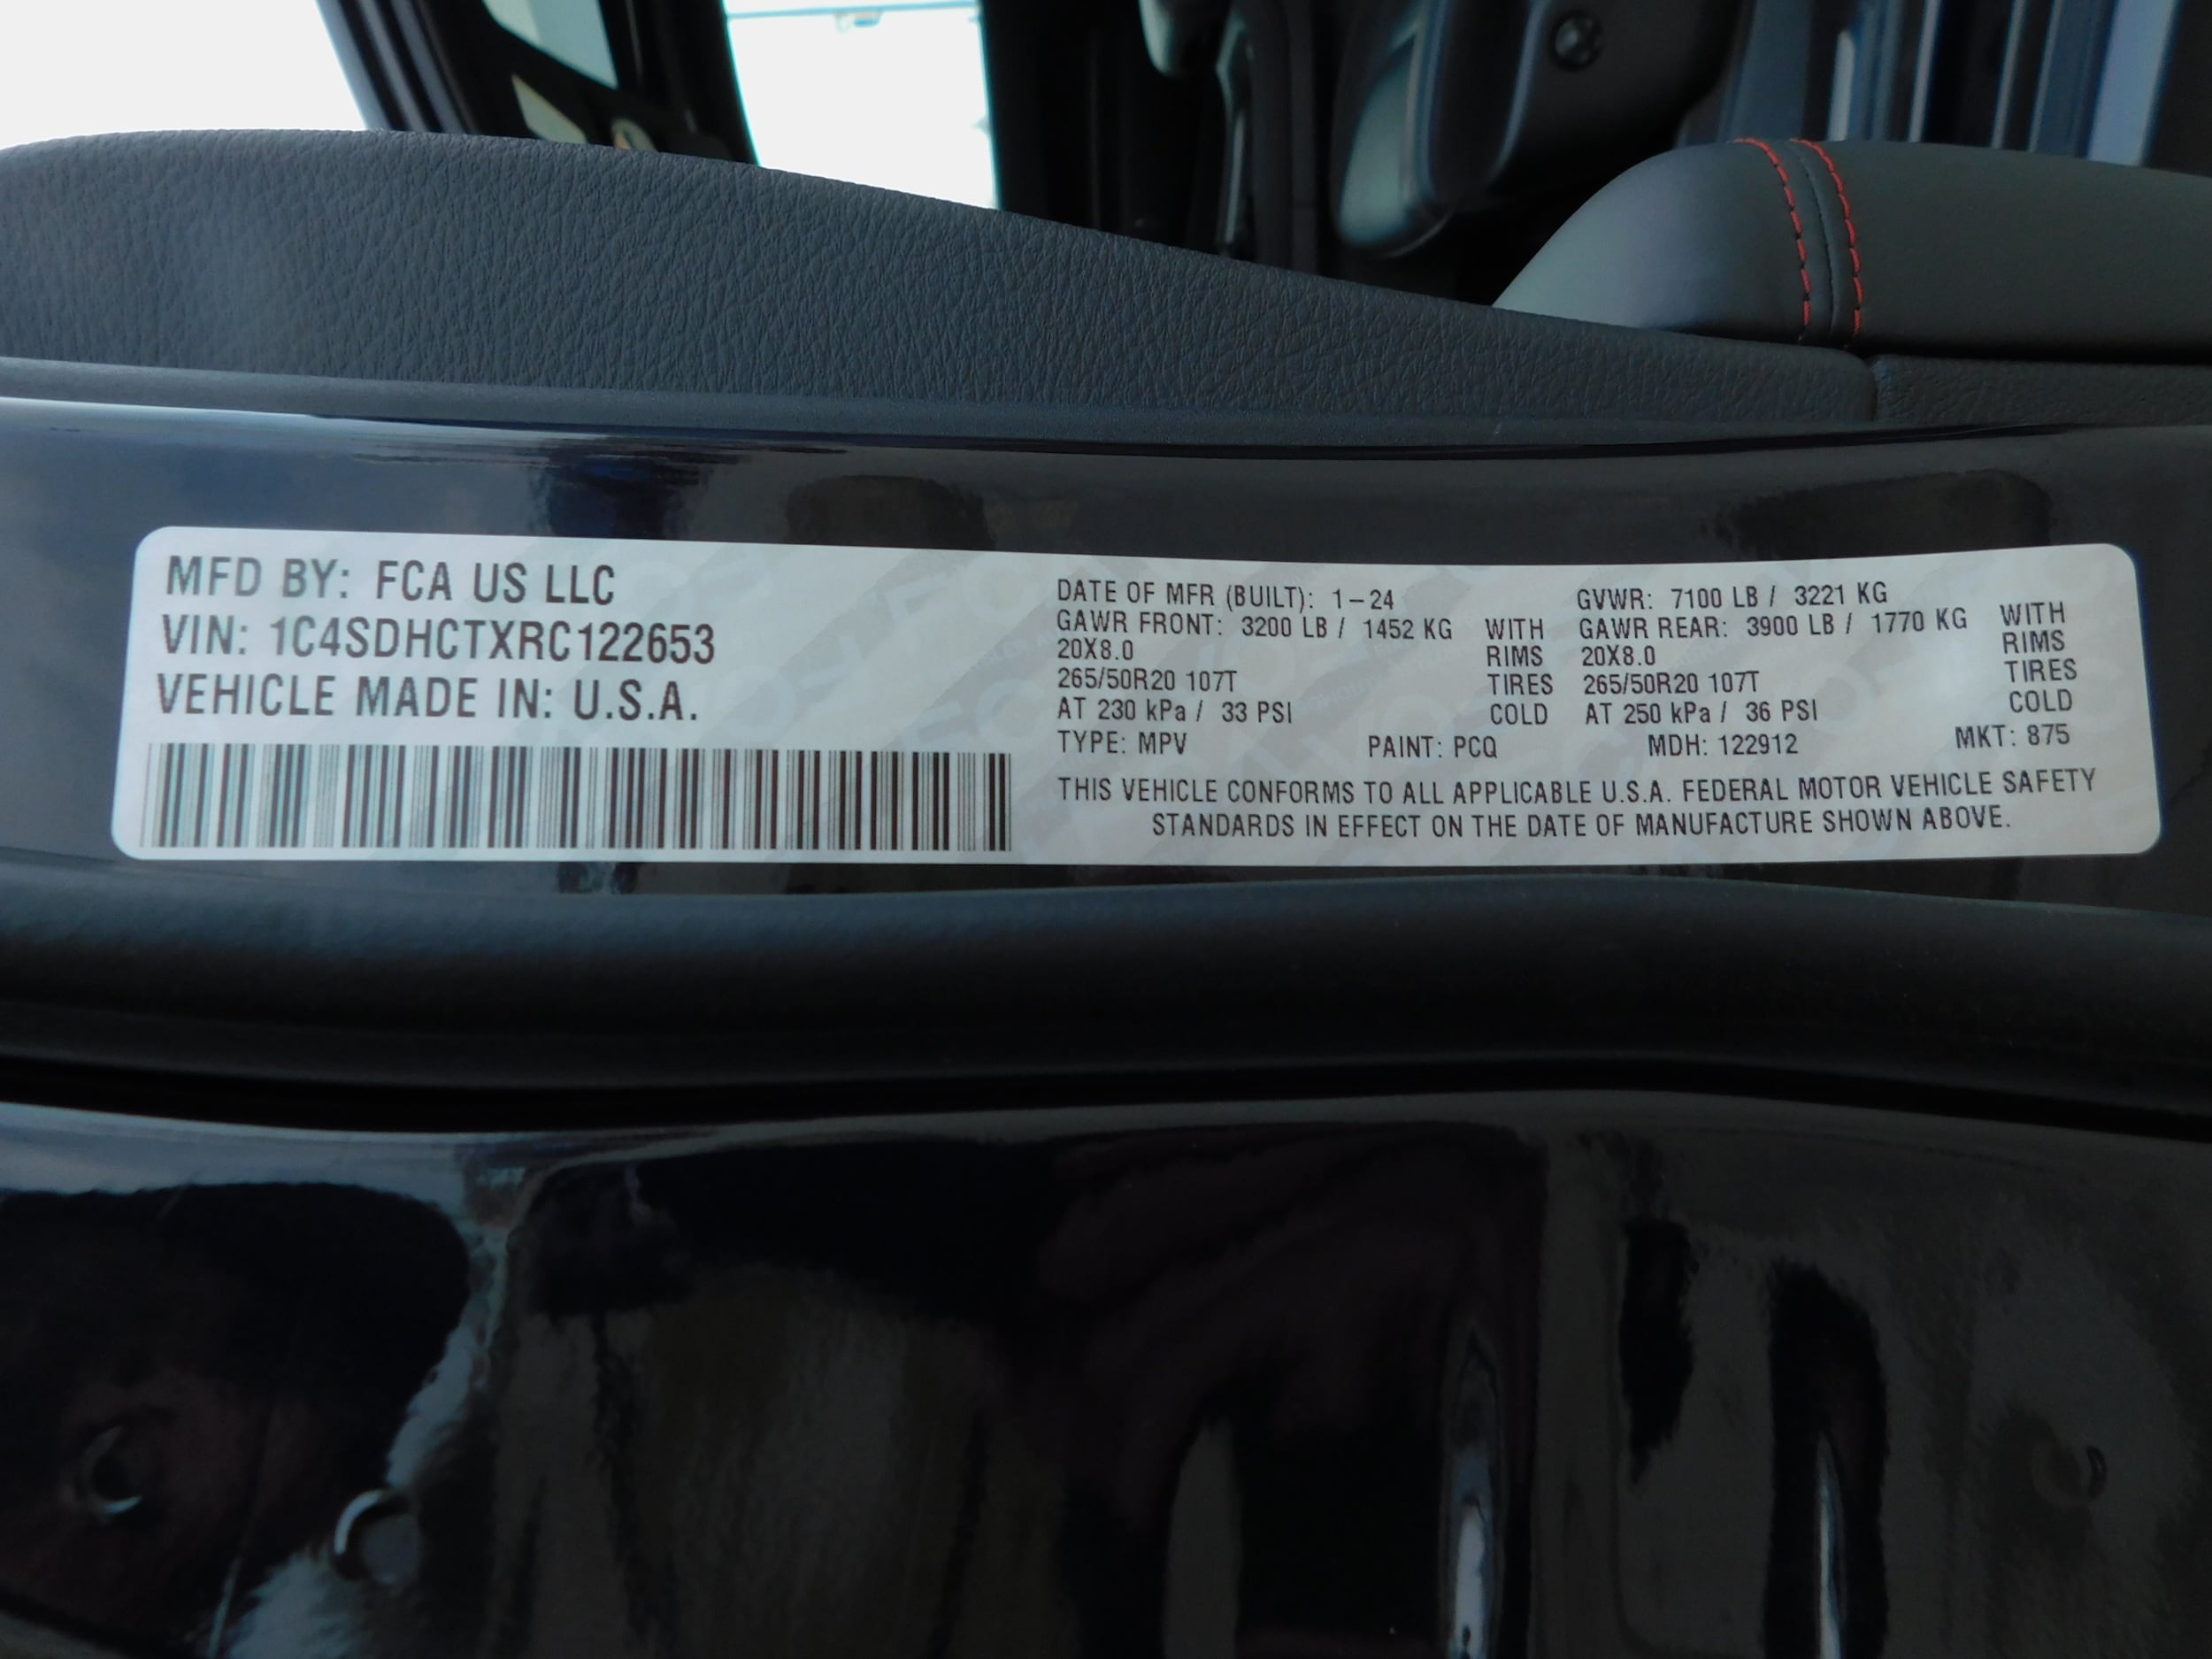 MFD BY: FCA US LLC
VIN: 1C4SDHCTXRC122653
VEHICLE MADE IN: U.S.A.
DATE OF MFR (BUILT): 1-24 GVWR: 7100 LB / 3221 KG
GAWR FRONT: 3200 LB / 1452 KG WITH GAWR REAR: 3900 LB / 1770 KG WITH
20X8.0 RIMS 20X8.0 RIMS
265/50R20 107T TIRES 265/50R20 107T TIRES
AT 230 kPa / 33 PSI COLD AT 250 kPa / 36 PSI COLD
TYPE: MPV PAINT: PCQ MDH: 122912 MKT: 875
THIS VEHICLE CONFORMS TO ALL APPLICABLE U.S.A. FEDERAL MOTOR VEHICLE SAFETY
STANDARDS IN EFFECT ON THE DATE OF MANUFACTURE SHOWN ABOVE.